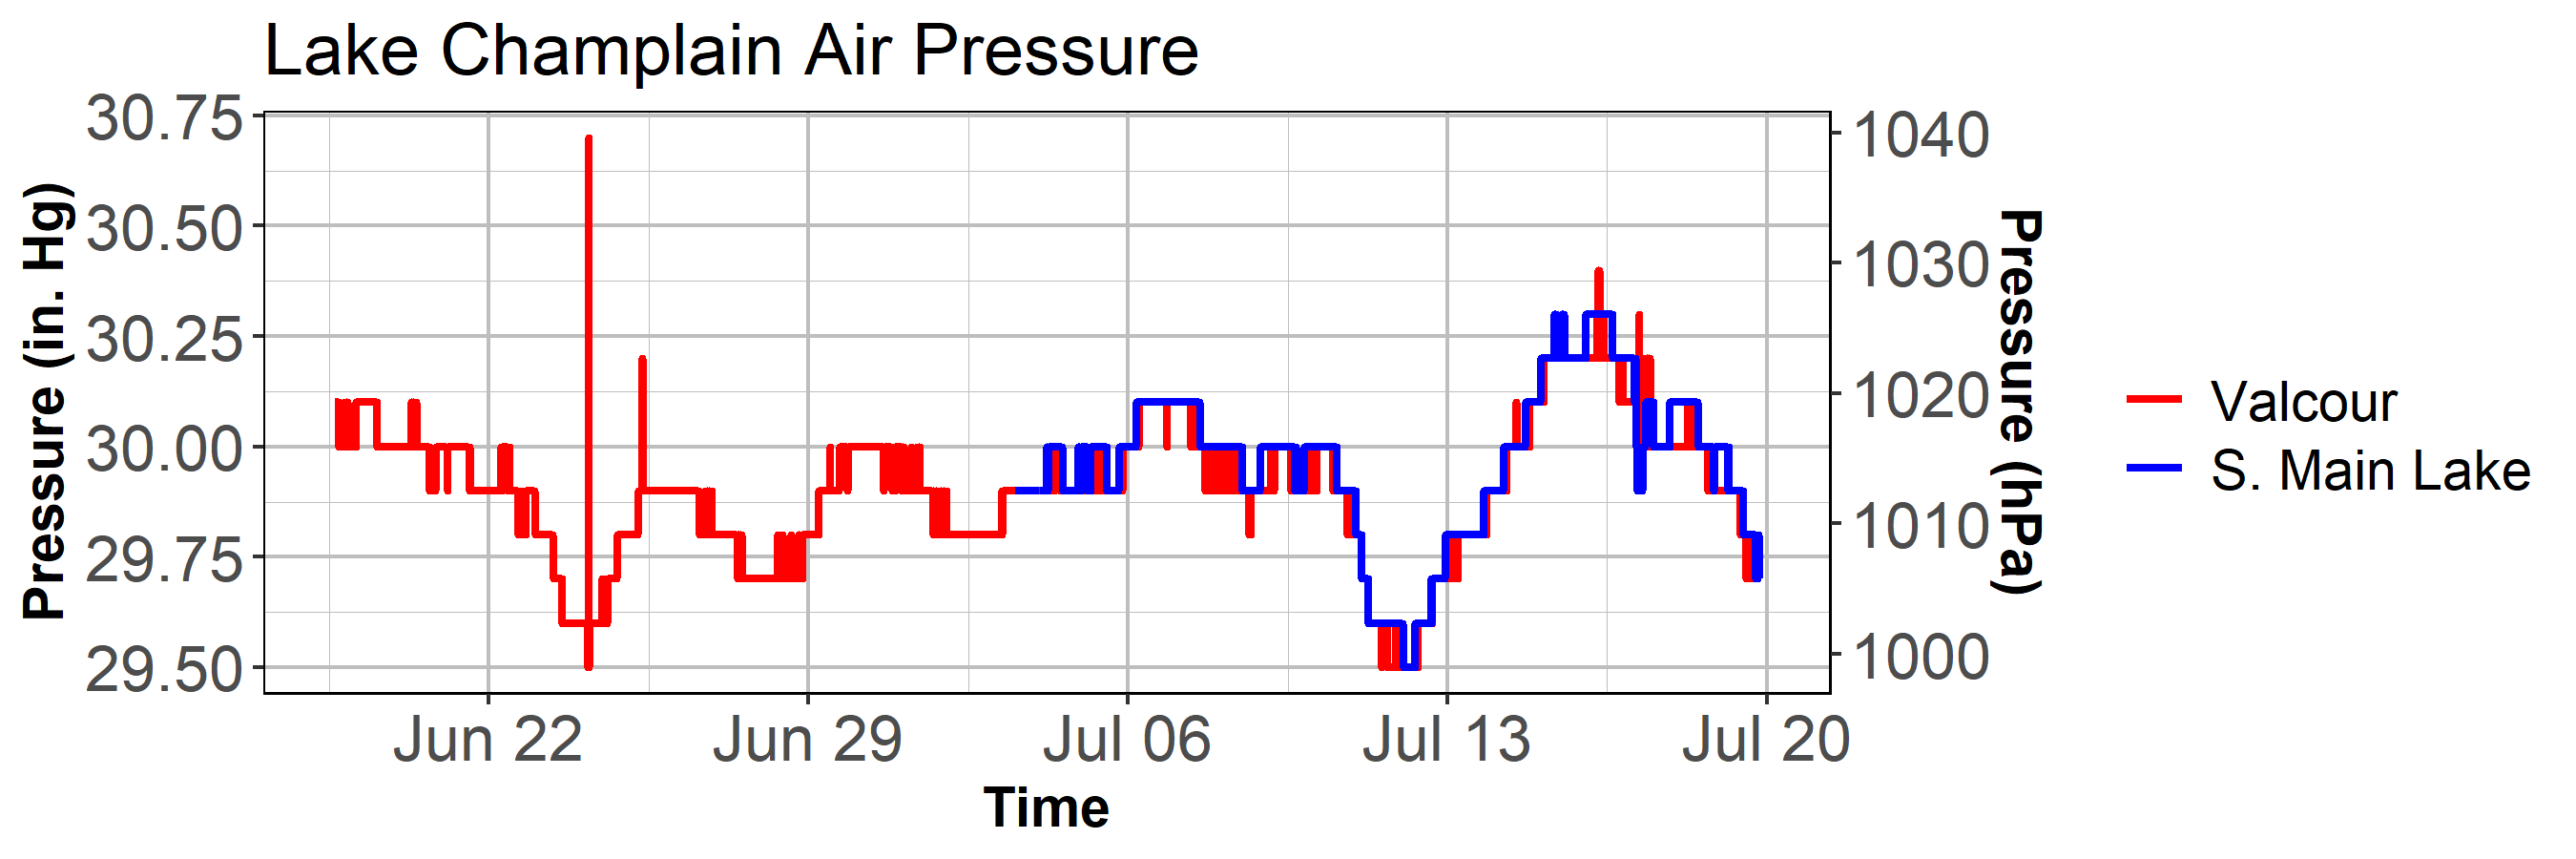 Lake Champlain Air Pressure
Pressure (in. Hg)
30.75
30.50
30.25
30.00
29.75
29.50
1040
1030
1020
1010
1000
Pressure (hPa)
Jun 22
Jun 29
Jul 06
Jul 13
Jul 20
Time
Valcour
S. Main Lake